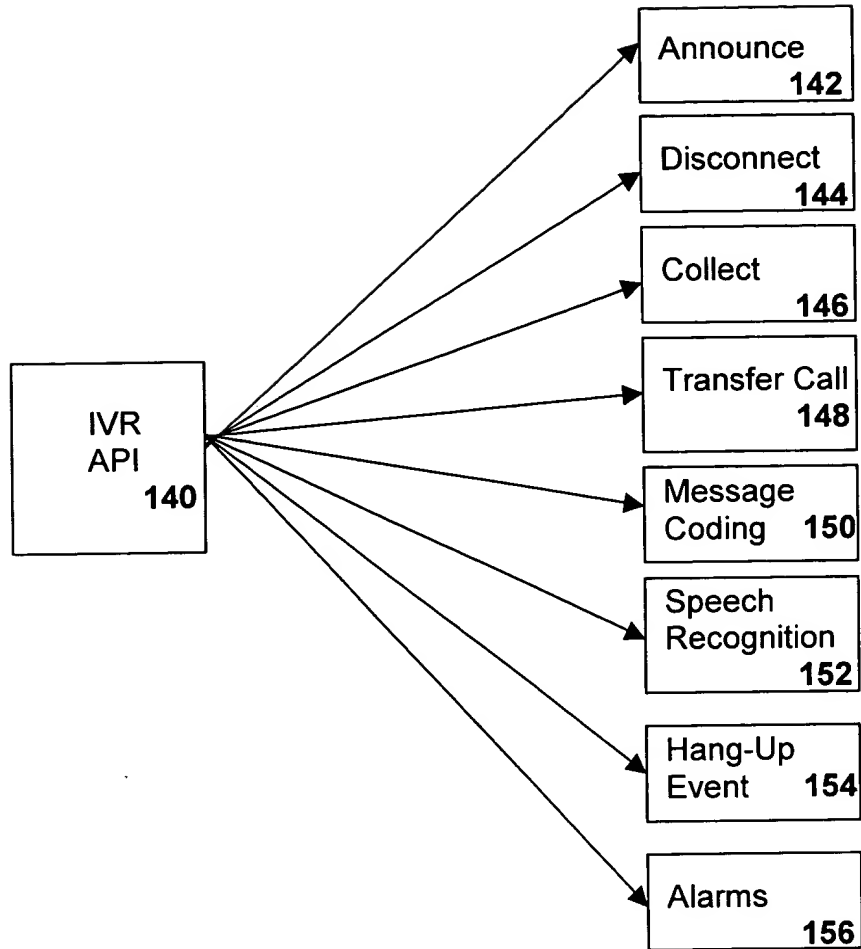 Announce
142
Disconnect
144
Collect
146
Transfer Call
148
IVR
API
140
Message
Coding 150
Speech
Recognition
152
Hang-Up
Event 154
Alarms
156